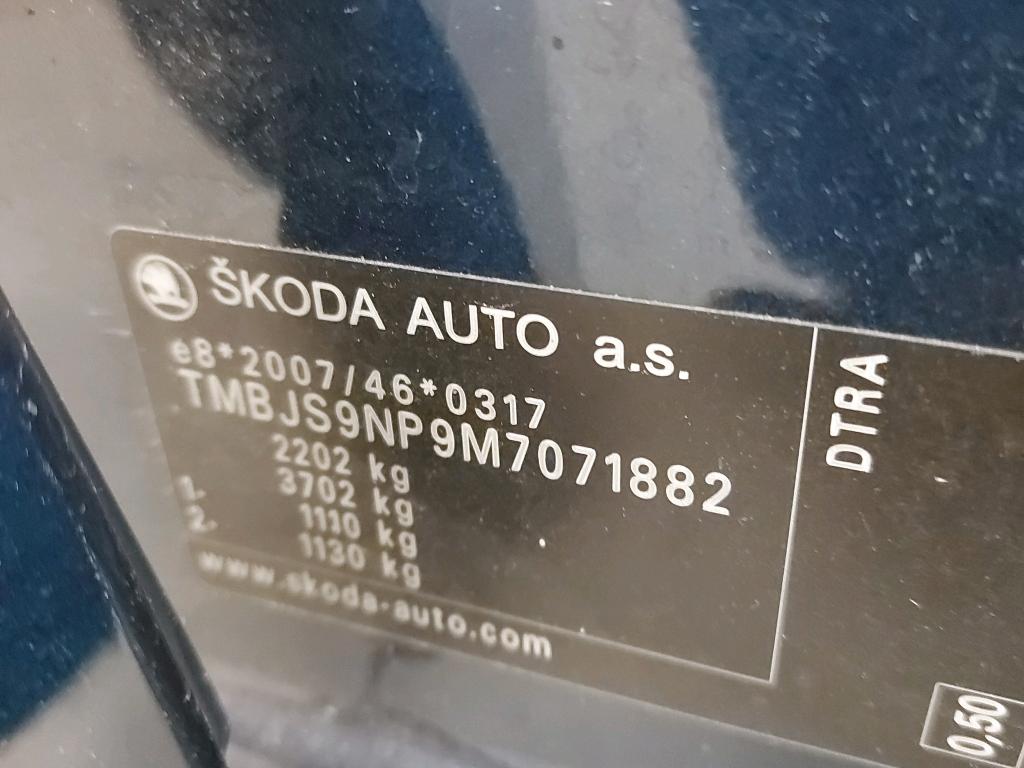 ŠKODA AUTO a.s.
e8*2007/46*0317
TMBJS9NP9M7071882
2202 kg
3702 kg
1. 1110 kg
2. 1130 kg
www.skoda-auto.com
DTRA
0,50